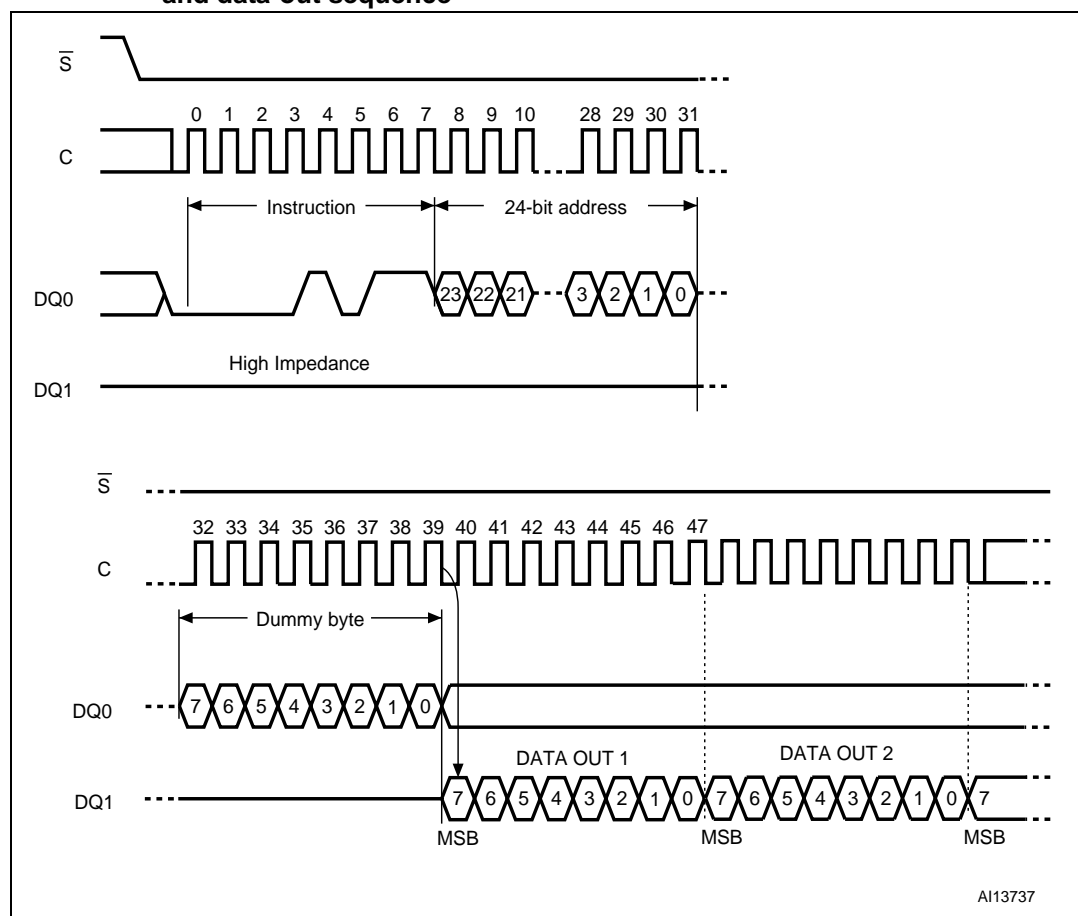 and data-out sequence
S
0 1 2 3 4 5 6 7 8 9 10 28 29 30 31
C
Instruction 24-bit address
DQ0 23 22 21 3 2 1 0
High Impedance
DQ1
S
32 33 34 35 36 37 38 39 40 41 42 43 44 45 46 47
C
Dummy byte
DQ0 7 6 5 4 3 2 1 0
DATA OUT 1 DATA OUT 2
DQ1 7 6 5 4 3 2 1 0 7 6 5 4 3 2 1 0 7
MSB MSB MSB
AI13737